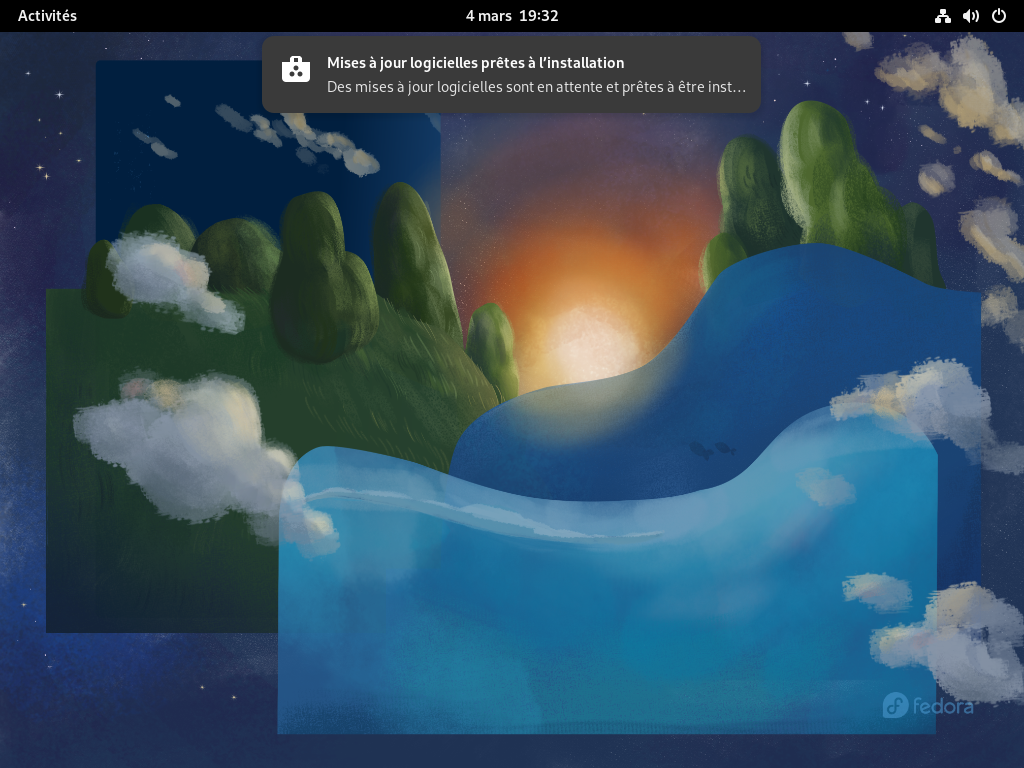 Activités
4 mars 19:32
Mises à jour logicielles prêtes à l’installation
Des mises à jour logicielles sont en attente et prêtes à être inst…
fedora